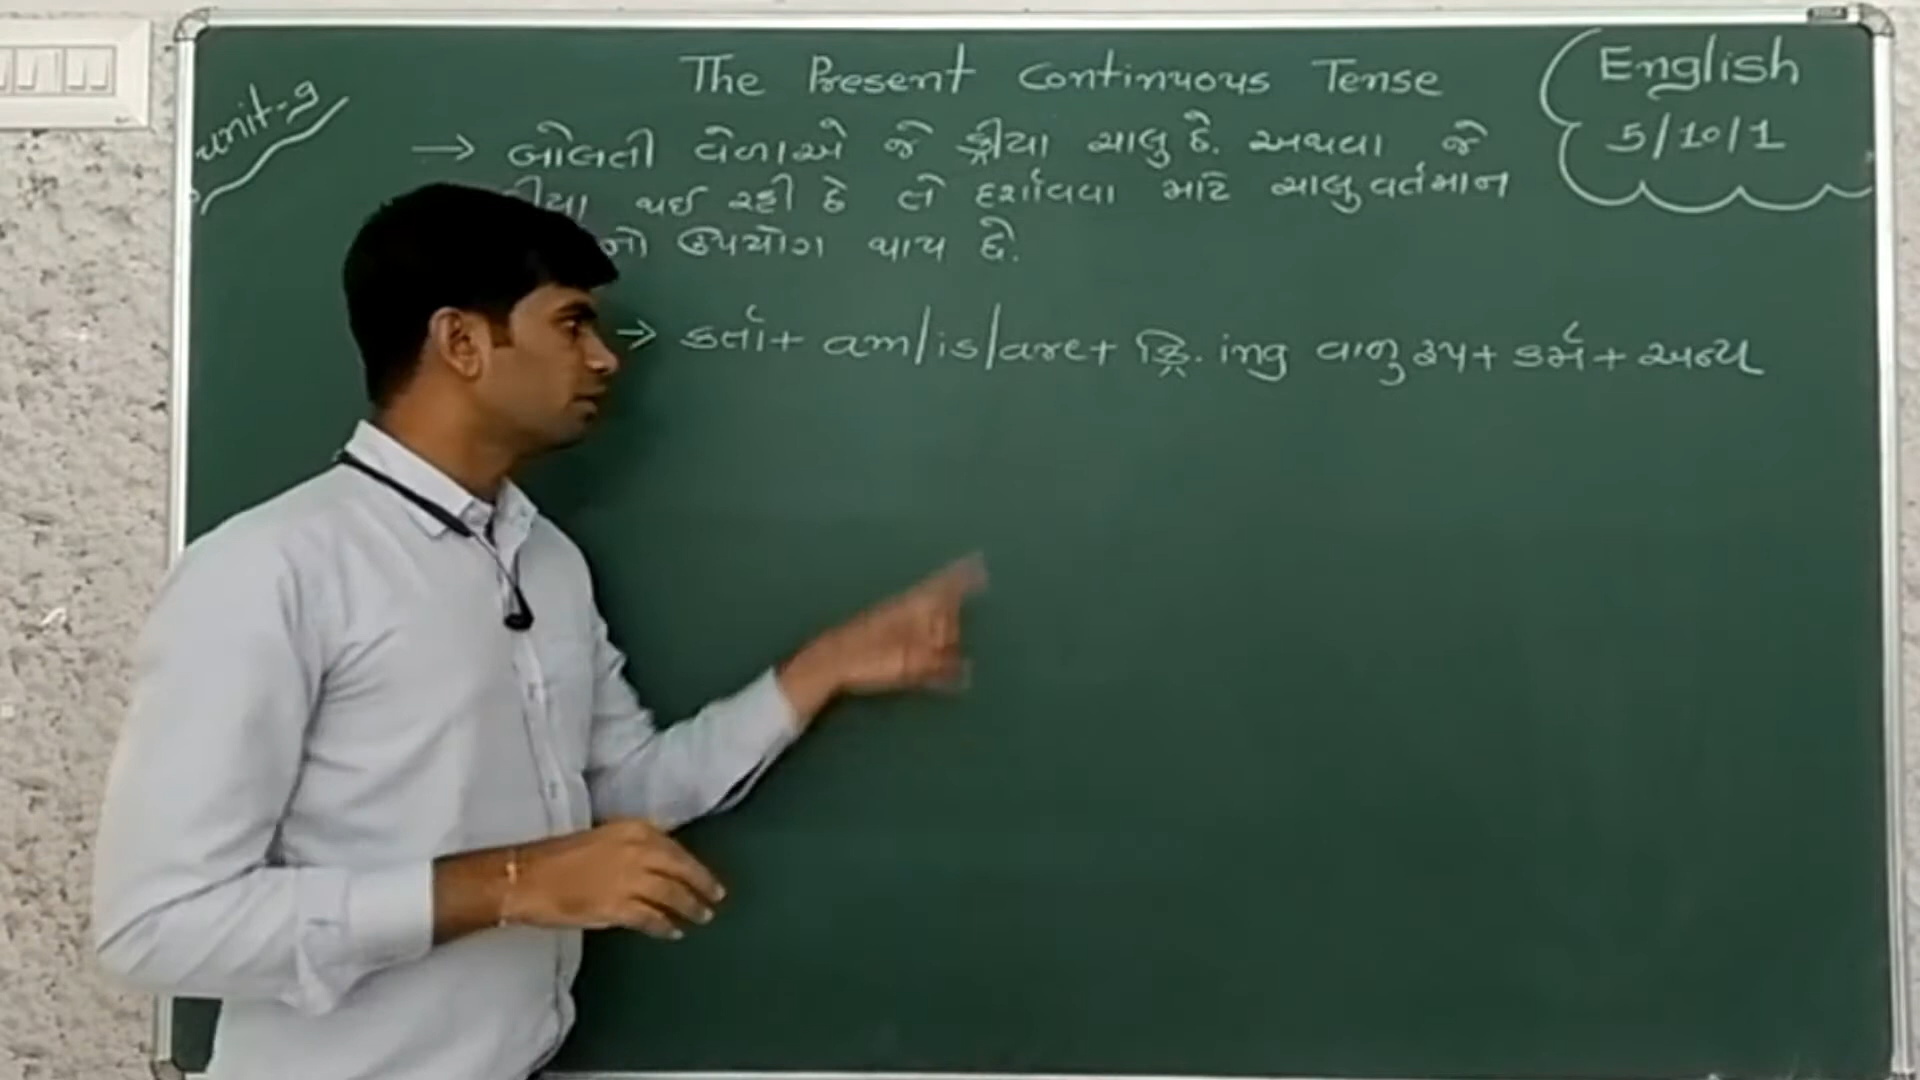 The Present Continuous Tense
English
5/10/1
unit-9
→ બોલતી વેળાએ જે ક્રીયા ચાલુ છે. અથવા જે
થઈ રહી છે તે દર્શાવવા માટે ચાલુ વર્તમાન
નો ઉપયોગ થાય છે.
→ કર્તા + am/is/are + ક્રિ. ing વાળુ રૂપ + કર્મ + અન્ય